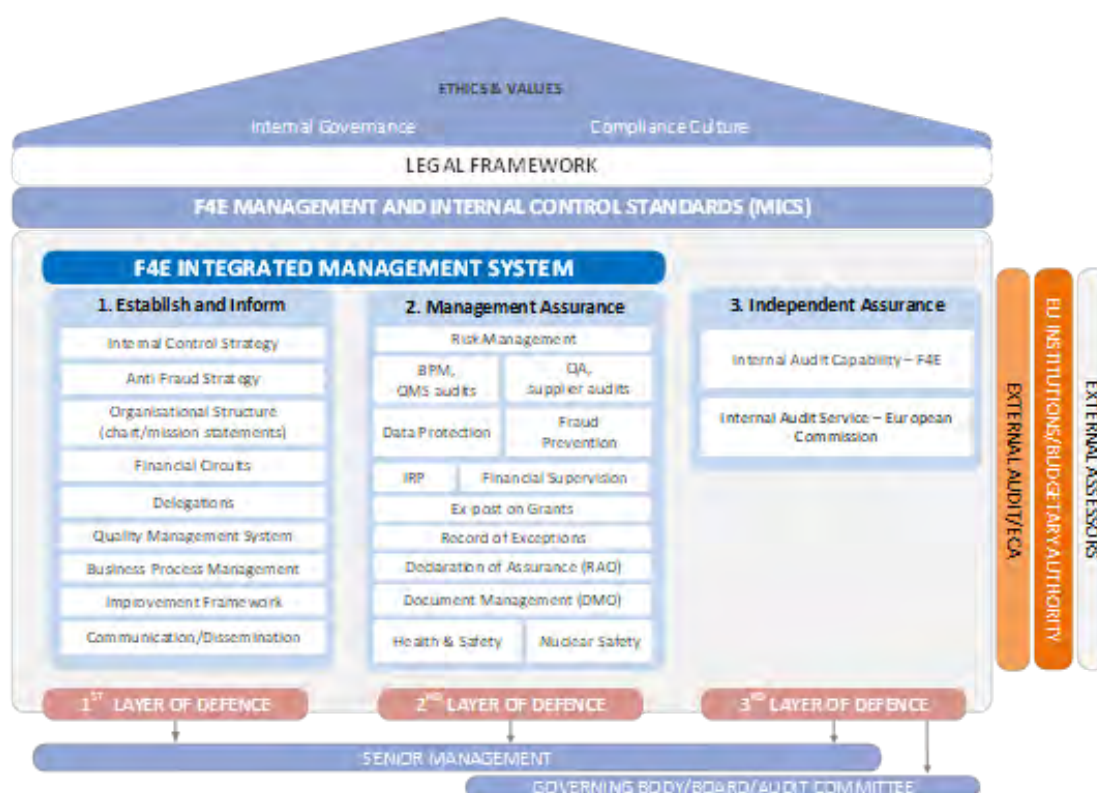 ETHICS & VALUES
Internal Governance
Compliance Culture
LEGAL FRAMEWORK
F4E MANAGEMENT AND INTERNAL CONTROL STANDARDS (MICS)
F4E INTEGRATED MANAGEMENT SYSTEM
1. Establish and Inform
Internal Control Strategy
Anti Fraud Strategy
Organisational Structure
(chart/mission statements)
Financial Circuits
Delegations
Quality Management System
Business Process Management
Improvement Framework
Communication/Dissemination
2. Management Assurance
Risk Management
BPM,
QMS audits
QA,
supplier audits
Data Protection
Fraud
Prevention
IRP
Financial Supervision
Ex post on Grants
Record of Exceptions
Declaration of Assurance (RAO)
Document Management (DMO)
Health & Safety
Nuclear Safety
3. Independent Assurance
Internal Audit Capability – F4E
Internal Audit Service – European
Commission
EXTERNAL AUDIT/ECA
EU INSTITUTIONS/BUDGETARY AUTHORITY
EXTERNAL ASSESSORS
1ST LAYER OF DEFENCE
2ND LAYER OF DEFENCE
3RD LAYER OF DEFENCE
SENIOR MANAGEMENT
GOVERNING BODY/BOARD/AUDIT COMMITTEE